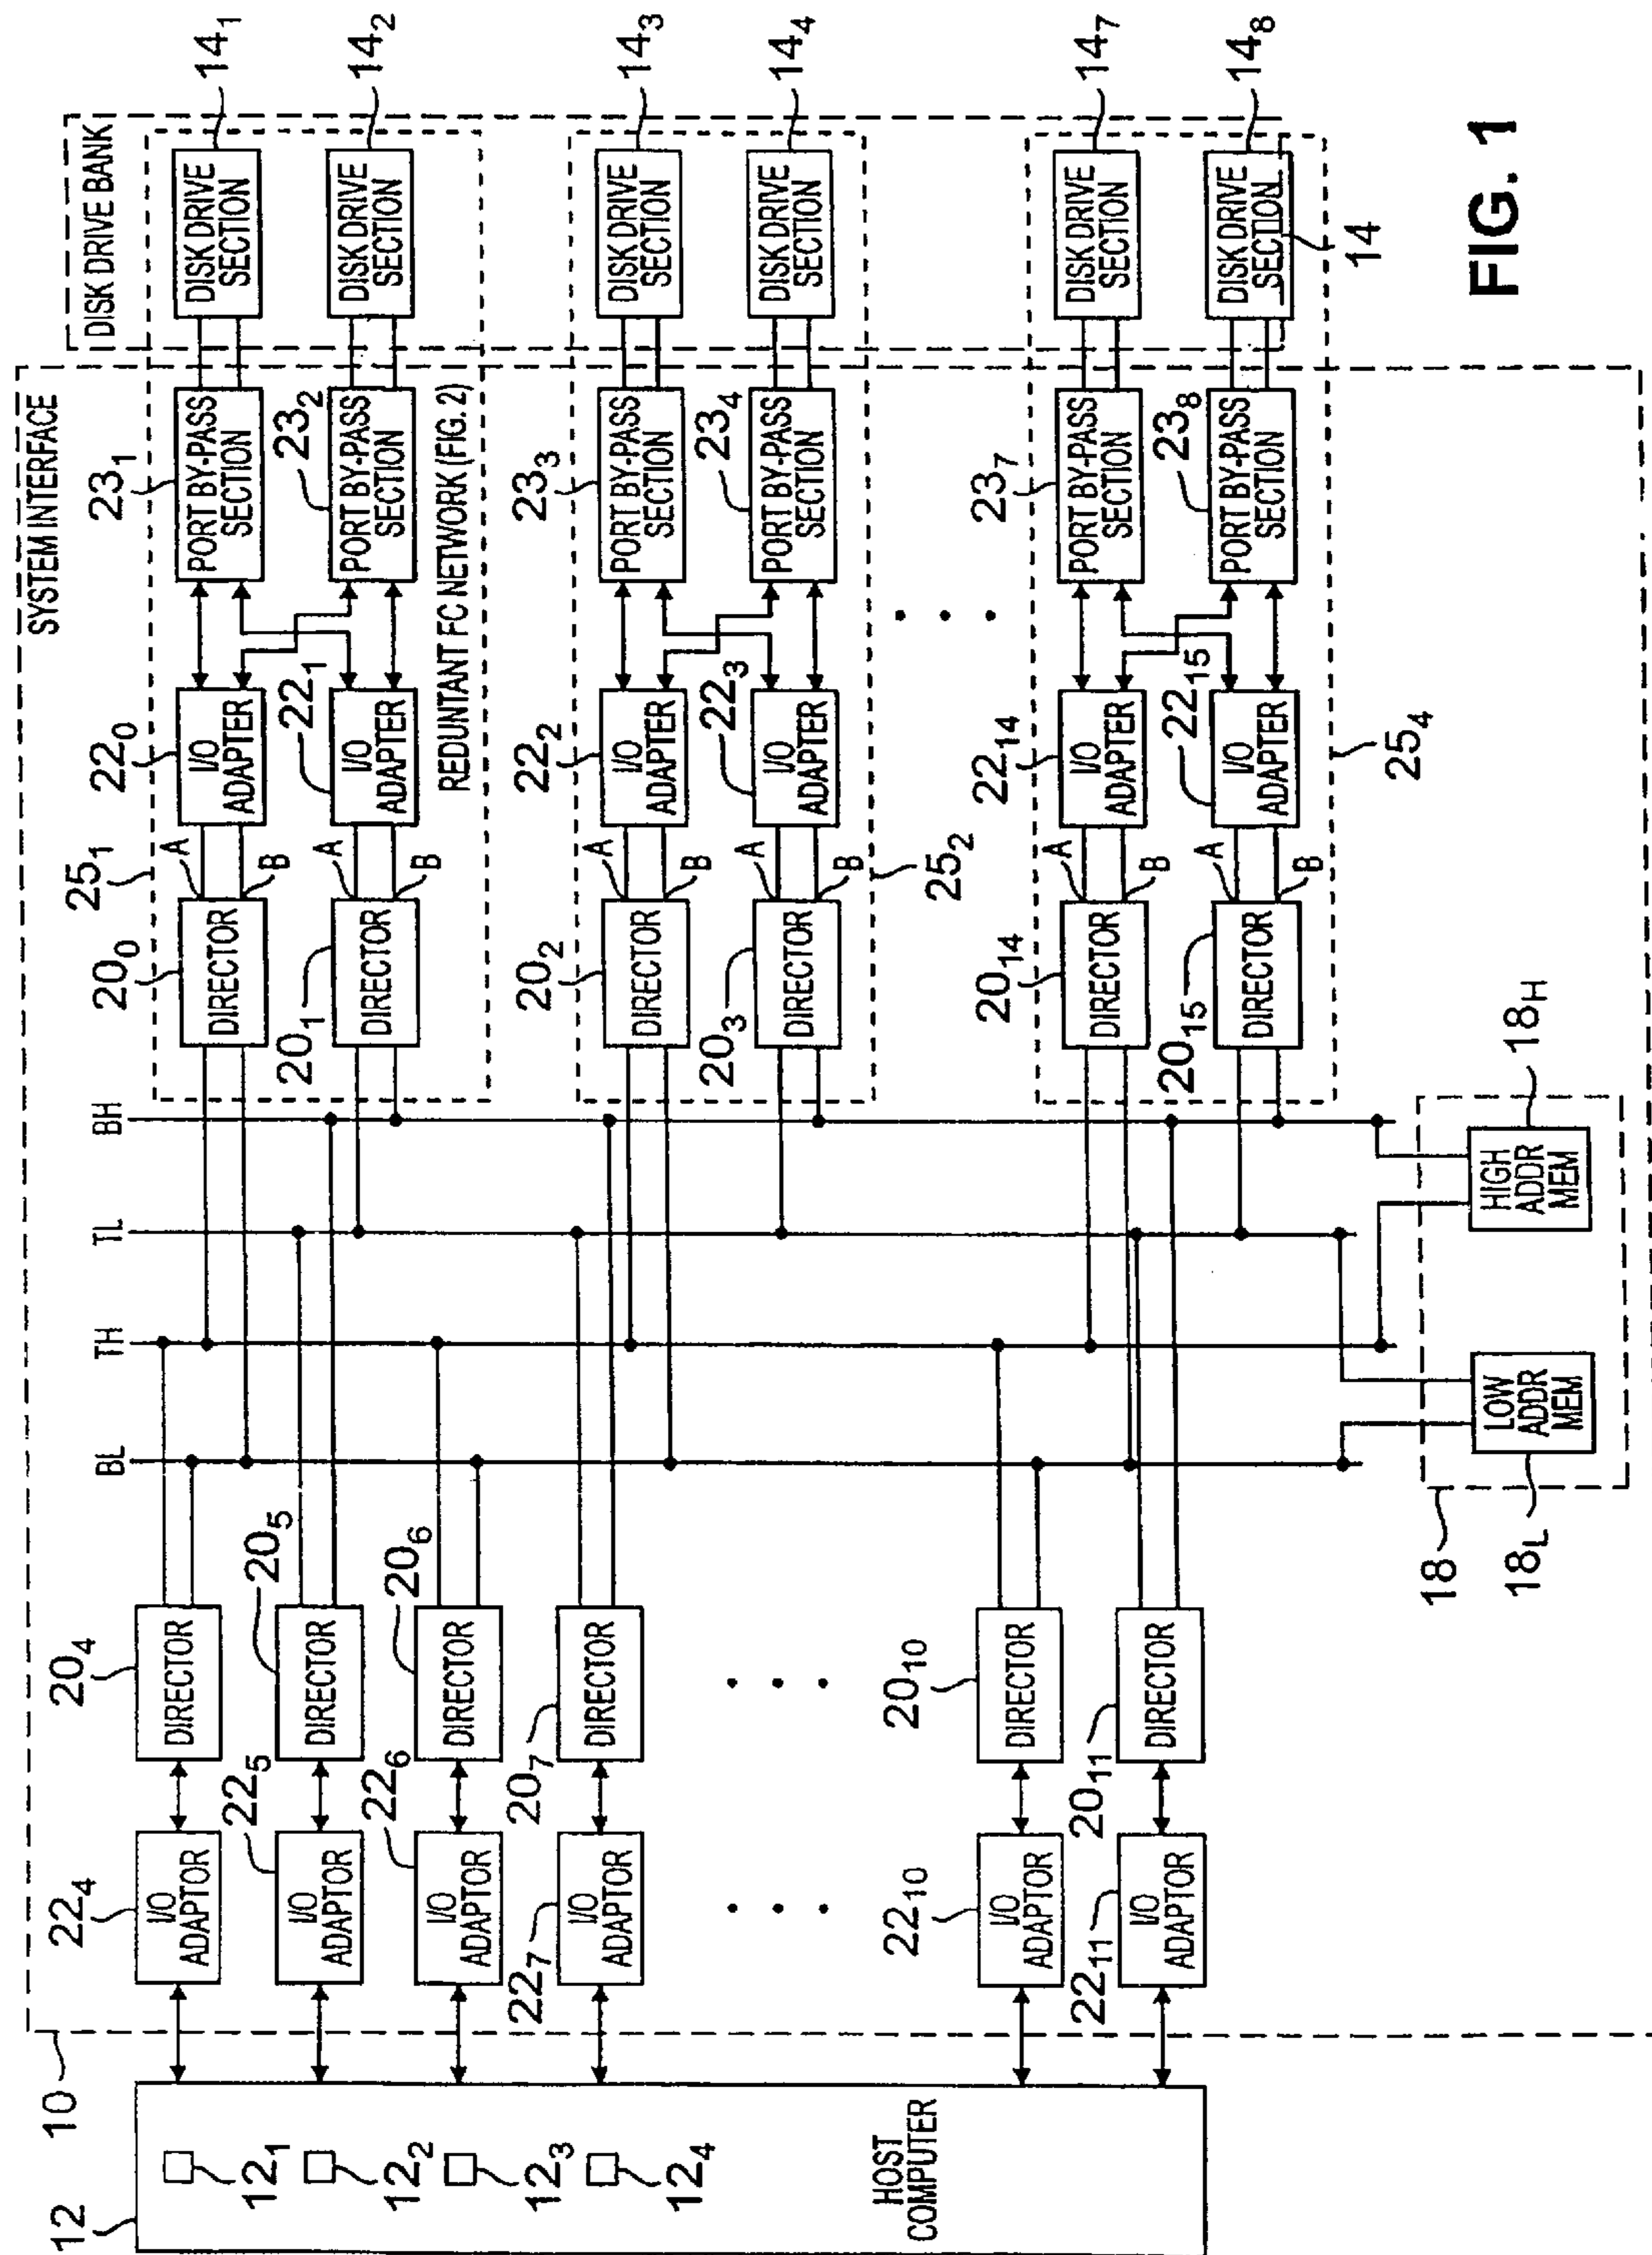 SYSTEM INTERFACE
DISK DRIVE BANK
10
12
12₁
12₂
12₃
12₄
HOST
COMPUTER
22₄
I/O
ADAPTOR
20₄
DIRECTOR
22₅
I/O
ADAPTOR
20₅
DIRECTOR
22₆
I/O
ADAPTOR
20₆
DIRECTOR
22₇
I/O
ADAPTOR
20₇
DIRECTOR
22₁₀
I/O
ADAPTOR
20₁₀
DIRECTOR
22₁₁
I/O
ADAPTOR
20₁₁
DIRECTOR
BL
TH
TL
BH
25₁
20₀
DIRECTOR
A
B
22₀
I/O
ADAPTER
23₁
PORT BY-PASS
SECTION
DISK DRIVE
SECTION
14₁
20₁
DIRECTOR
A
B
22₁
I/O
ADAPTER
23₂
PORT BY-PASS
SECTION
DISK DRIVE
SECTION
14₂
REDUNTANT FC NETWORK (FIG. 2)
20₂
DIRECTOR
A
B
22₂
I/O
ADAPTER
23₃
PORT BY-PASS
SECTION
DISK DRIVE
SECTION
14₃
20₃
DIRECTOR
A
B
22₃
I/O
ADAPTER
23₄
PORT BY-PASS
SECTION
DISK DRIVE
SECTION
14₄
25₂
20₁₄
DIRECTOR
A
B
22₁₄
I/O
ADAPTER
23₇
PORT BY-PASS
SECTION
DISK DRIVE
SECTION
14₇
20₁₅
DIRECTOR
A
B
22₁₅
I/O
ADAPTER
23₈
PORT BY-PASS
SECTION
DISK DRIVE
SECTION
14₈
25₄
14
18
LOW
ADDR
MEM
18L
HIGH
ADDR
MEM
18H
FIG. 1